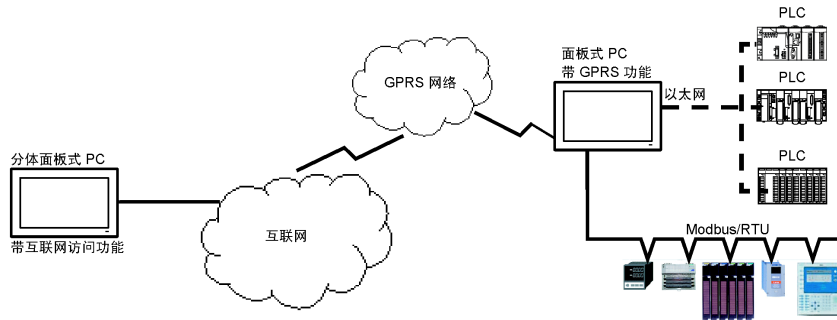 PLC
面板式 PC
带 GPRS 功能
GPRS 网络
PLC
以太网
分体面板式 PC
PLC
带互联网访问功能
互联网
Modbus/RTU